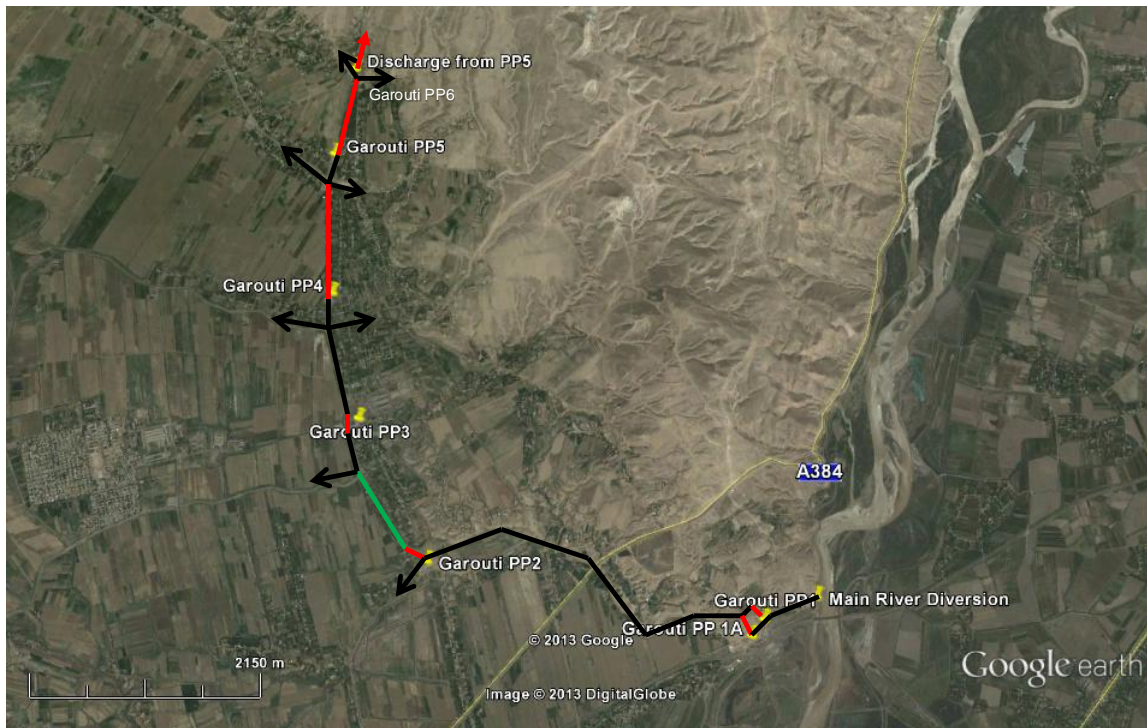 Discharge from PP5
Garouti PP6
Garouti PP5
Garouti PP4
Garouti PP3
A384
Garouti PP2
Garouti PP1
Main River Diversion
Garouti PP 1A
© 2013 Google
2150 m
Google earth
Image © 2013 DigitalGlobe